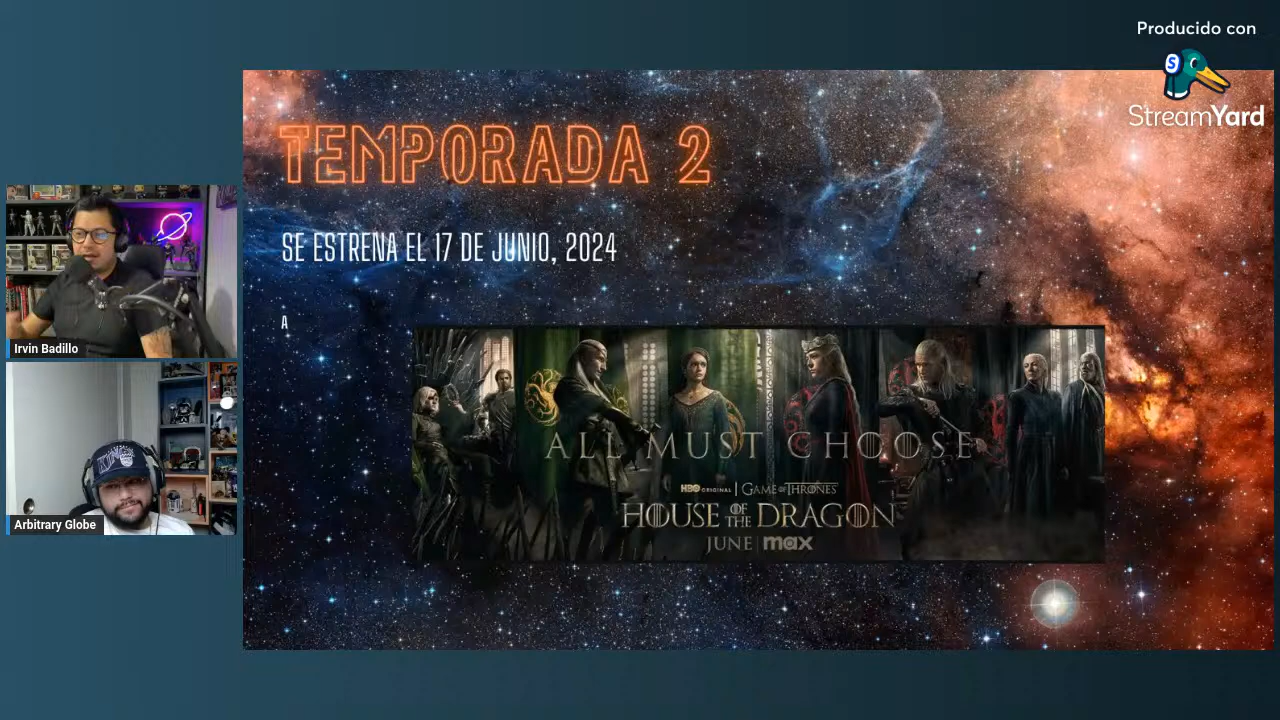 Producido con
StreamYard
TEMPORADA 2
SE ESTRENA EL 17 DE JUNIO, 2024
A
Irvin Badillo
Arbitrary Globe
ALL MUST CHOOSE
HBO ORIGINAL | GAME OF THRONES
HOUSE OF THE DRAGON
JUNE | max